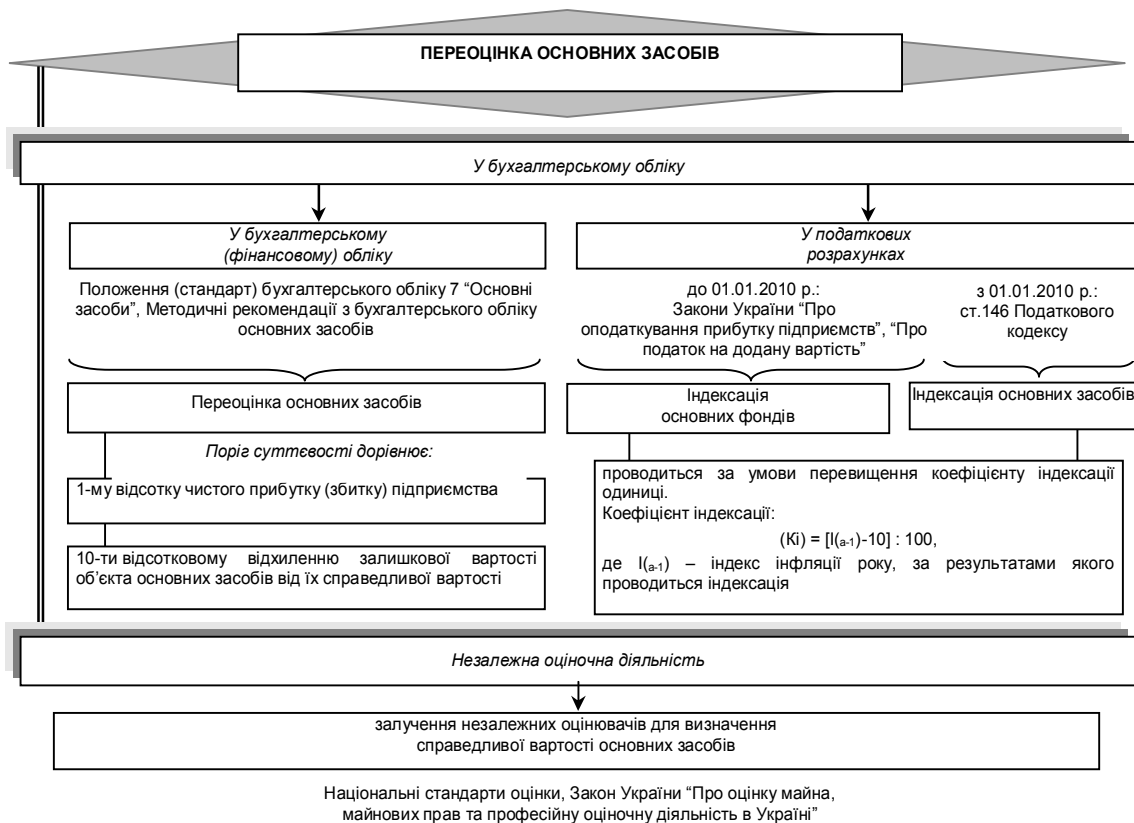 ПЕРЕОЦІНКА ОСНОВНИХ ЗАСОБІВ
У бухгалтерському обліку
У бухгалтерському
(фінансовому) обліку
Положення (стандарт) бухгалтерського обліку 7 “Основні
засоби”, Методичні рекомендації з бухгалтерського обліку
основних засобів
Переоцінка основних засобів
Поріг суттєвості дорівнює:
1-му відсотку чистого прибутку (збитку) підприємства
10-ти відсотковому відхиленню залишкової вартості
об’єкта основних засобів від їх справедливої вартості
У податкових
розрахунках
до 01.01.2010 р.:
Закони України “Про
оподаткування прибутку підприємств”, “Про
податок на додану вартість”
з 01.01.2010 р.:
ст.146 Податкового
кодексу
Індексація
основних фондів
Індексація основних засобів
проводиться за умови перевищення коефіцієнту індексації
одиниці.
Коефіцієнт індексації:
(Кі) = [І(а-1)-10] : 100,
де І(а-1) – індекс інфляції року, за результатами якого
проводиться індексація
Незалежна оціночна діяльність
залучення незалежних оцінювачів для визначення
справедливої вартості основних засобів
Національні стандарти оцінки, Закон України “Про оцінку майна,
майнових прав та професійну оціночну діяльність в Україні”